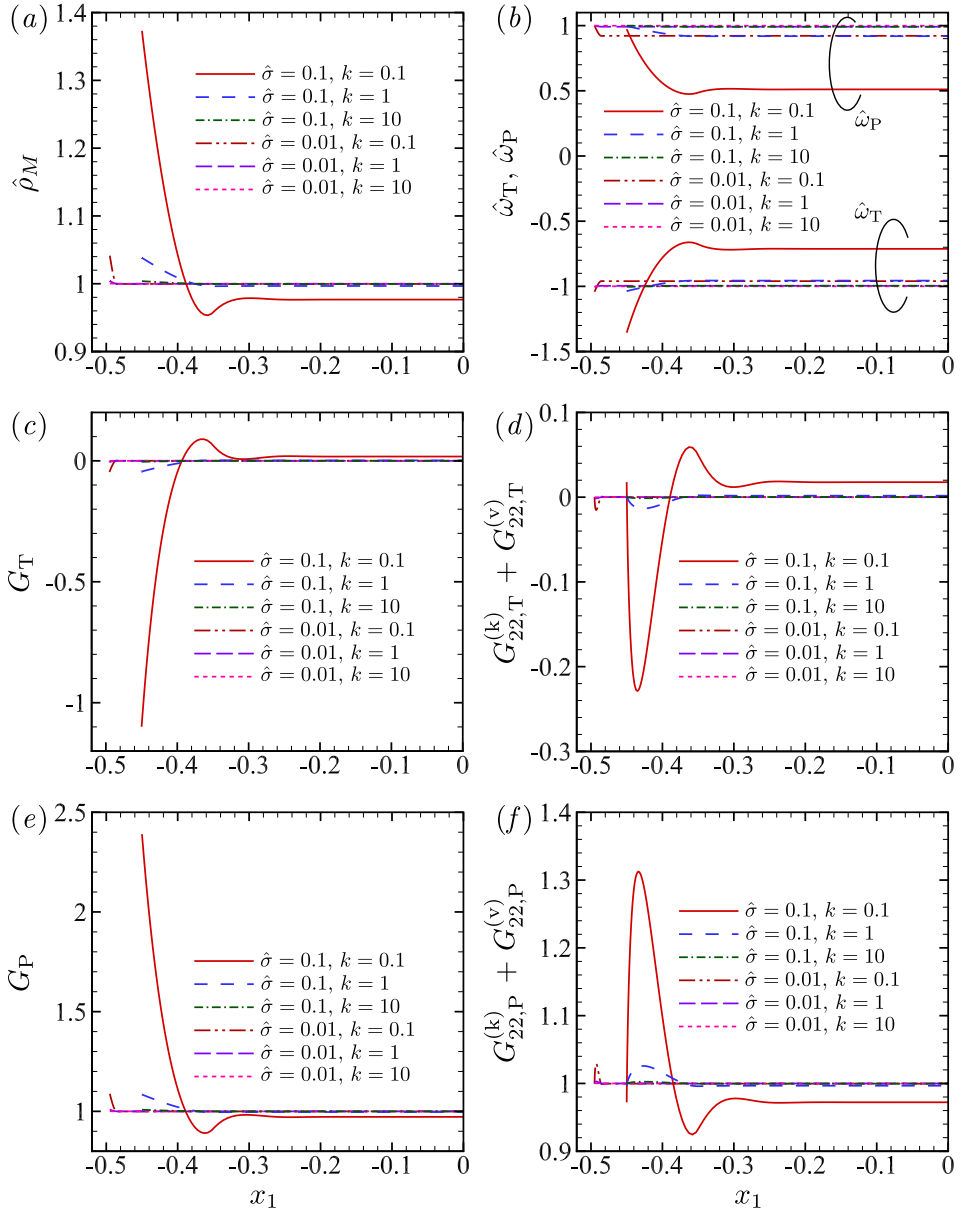 (a)
1.4
1.3
1.2
1.1
1
0.9
ρ̂_M
σ̂ = 0.1, k = 0.1
σ̂ = 0.1, k = 1
σ̂ = 0.1, k = 10
σ̂ = 0.01, k = 0.1
σ̂ = 0.01, k = 1
σ̂ = 0.01, k = 10
-0.5 -0.4 -0.3 -0.2 -0.1 0
(b)
1
0.5
0
-0.5
-1
-1.5
ω̂_T, ω̂_P
ω̂_P
σ̂ = 0.1, k = 0.1
σ̂ = 0.1, k = 1
σ̂ = 0.1, k = 10
σ̂ = 0.01, k = 0.1
σ̂ = 0.01, k = 1
σ̂ = 0.01, k = 10
ω̂_T
-0.5 -0.4 -0.3 -0.2 -0.1 0
(c)
0
-0.5
-1
G_T
σ̂ = 0.1, k = 0.1
σ̂ = 0.1, k = 1
σ̂ = 0.1, k = 10
σ̂ = 0.01, k = 0.1
σ̂ = 0.01, k = 1
σ̂ = 0.01, k = 10
-0.5 -0.4 -0.3 -0.2 -0.1 0
(d)
0.1
0
-0.1
-0.2
-0.3
G^{(k)}_{22,T} + G^{(v)}_{22,T}
σ̂ = 0.1, k = 0.1
σ̂ = 0.1, k = 1
σ̂ = 0.1, k = 10
σ̂ = 0.01, k = 0.1
σ̂ = 0.01, k = 1
σ̂ = 0.01, k = 10
-0.5 -0.4 -0.3 -0.2 -0.1 0
(e)
2.5
2
1.5
1
G_P
σ̂ = 0.1, k = 0.1
σ̂ = 0.1, k = 1
σ̂ = 0.1, k = 10
σ̂ = 0.01, k = 0.1
σ̂ = 0.01, k = 1
σ̂ = 0.01, k = 10
-0.5 -0.4 -0.3 -0.2 -0.1 0
x_1
(f)
1.4
1.3
1.2
1.1
1
0.9
G^{(k)}_{22,P} + G^{(v)}_{22,P}
σ̂ = 0.1, k = 0.1
σ̂ = 0.1, k = 1
σ̂ = 0.1, k = 10
σ̂ = 0.01, k = 0.1
σ̂ = 0.01, k = 1
σ̂ = 0.01, k = 10
-0.5 -0.4 -0.3 -0.2 -0.1 0
x_1